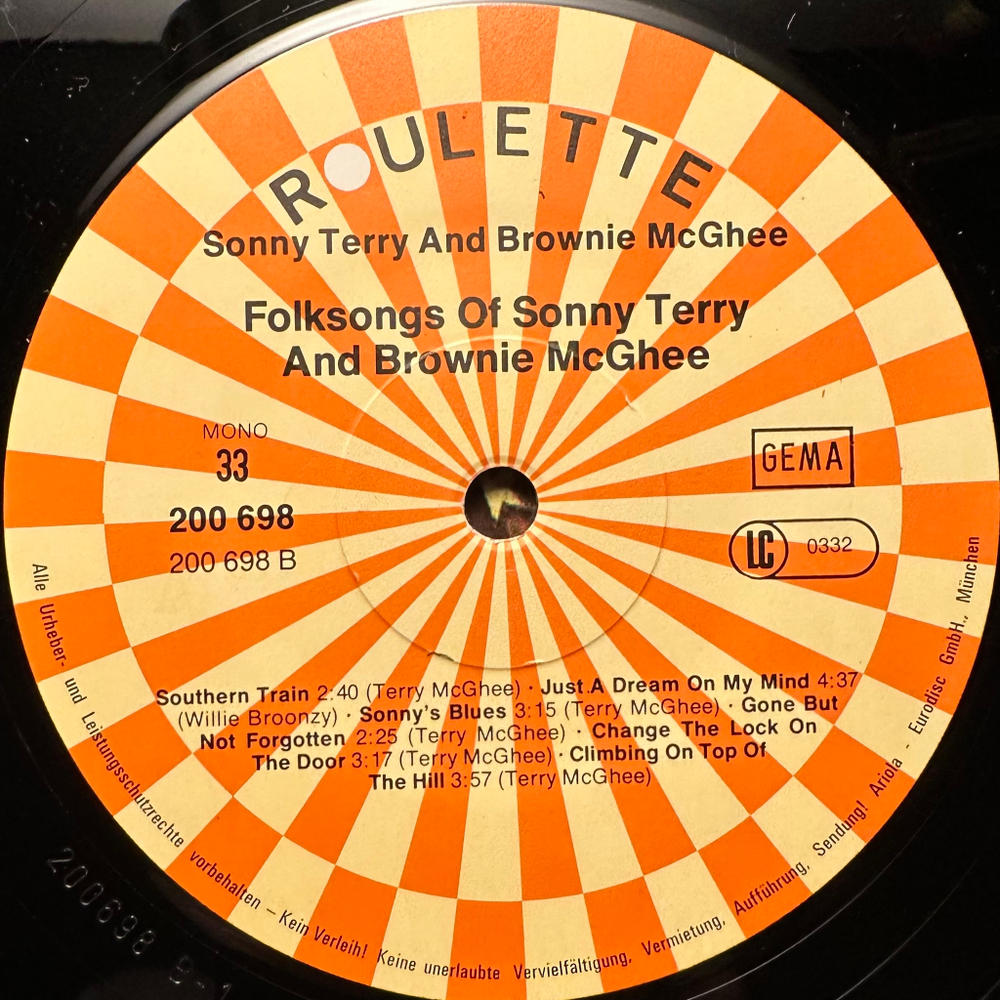 ROULETTE
Sonny Terry And Brownie McGhee
Folksongs Of Sonny Terry
And Brownie McGhee
MONO
33
200 698
200 698 B
GEMA
LC 0332
Southern Train 2:40 (Terry McGhee) · Just A Dream On My Mind 4:37
(Willie Broonzy) · Sonny's Blues 3:15 (Terry McGhee) · Gone But
Not Forgotten 2:25 (Terry McGhee) · Change The Lock On
The Door 3:17 (Terry McGhee) · Climbing On Top Of
The Hill 3:57 (Terry McGhee)
Alle Urheber- und Leistungsschutzrechte vorbehalten – Kein Verleih! Keine unerlaubte Vervielfältigung, Vermietung, Aufführung, Sendung! Ariola - Eurodisc GmbH., München
200698 B-1